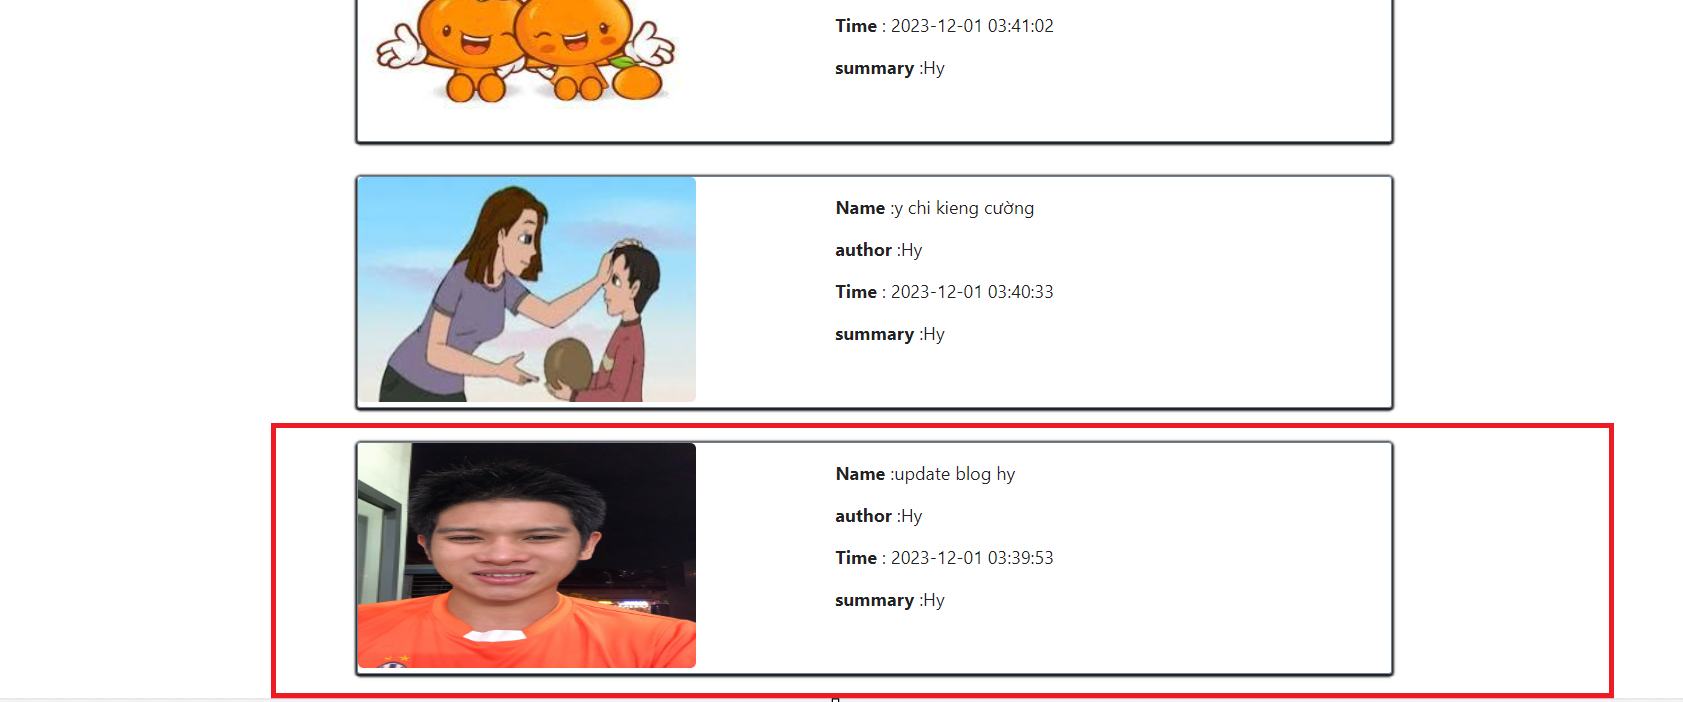 Time : 2023-12-01 03:41:02
summary :Hy
Name :y chi kieng cường
author :Hy
Time : 2023-12-01 03:40:33
summary :Hy
Name :update blog hy
author :Hy
Time : 2023-12-01 03:39:53
summary :Hy